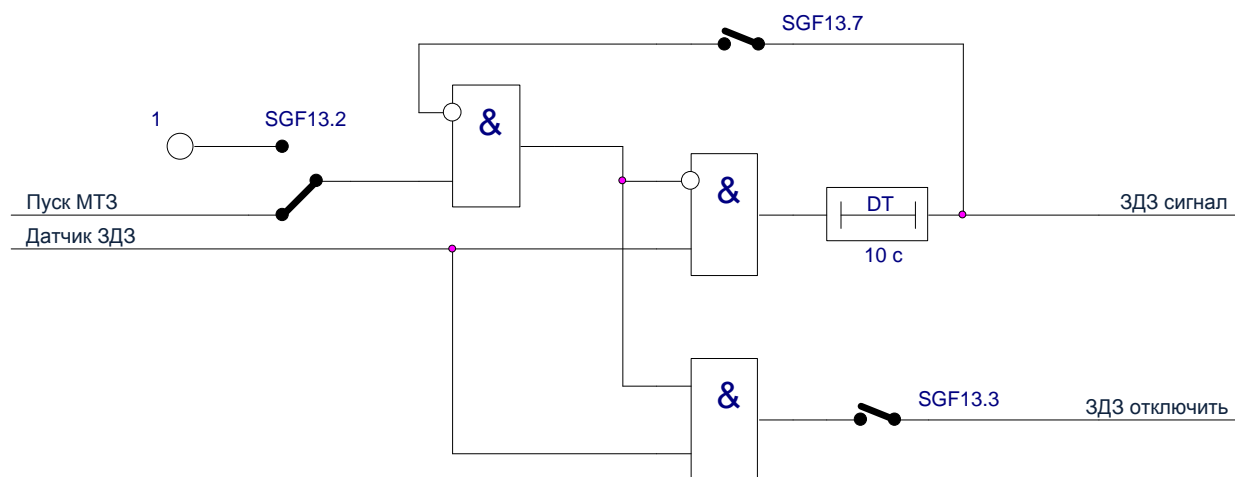 SGF13.7
1
SGF13.2
&
Пуск МТЗ
&
DT
ЗДЗ сигнал
Датчик ЗДЗ
10 с
&
SGF13.3
ЗДЗ отключить